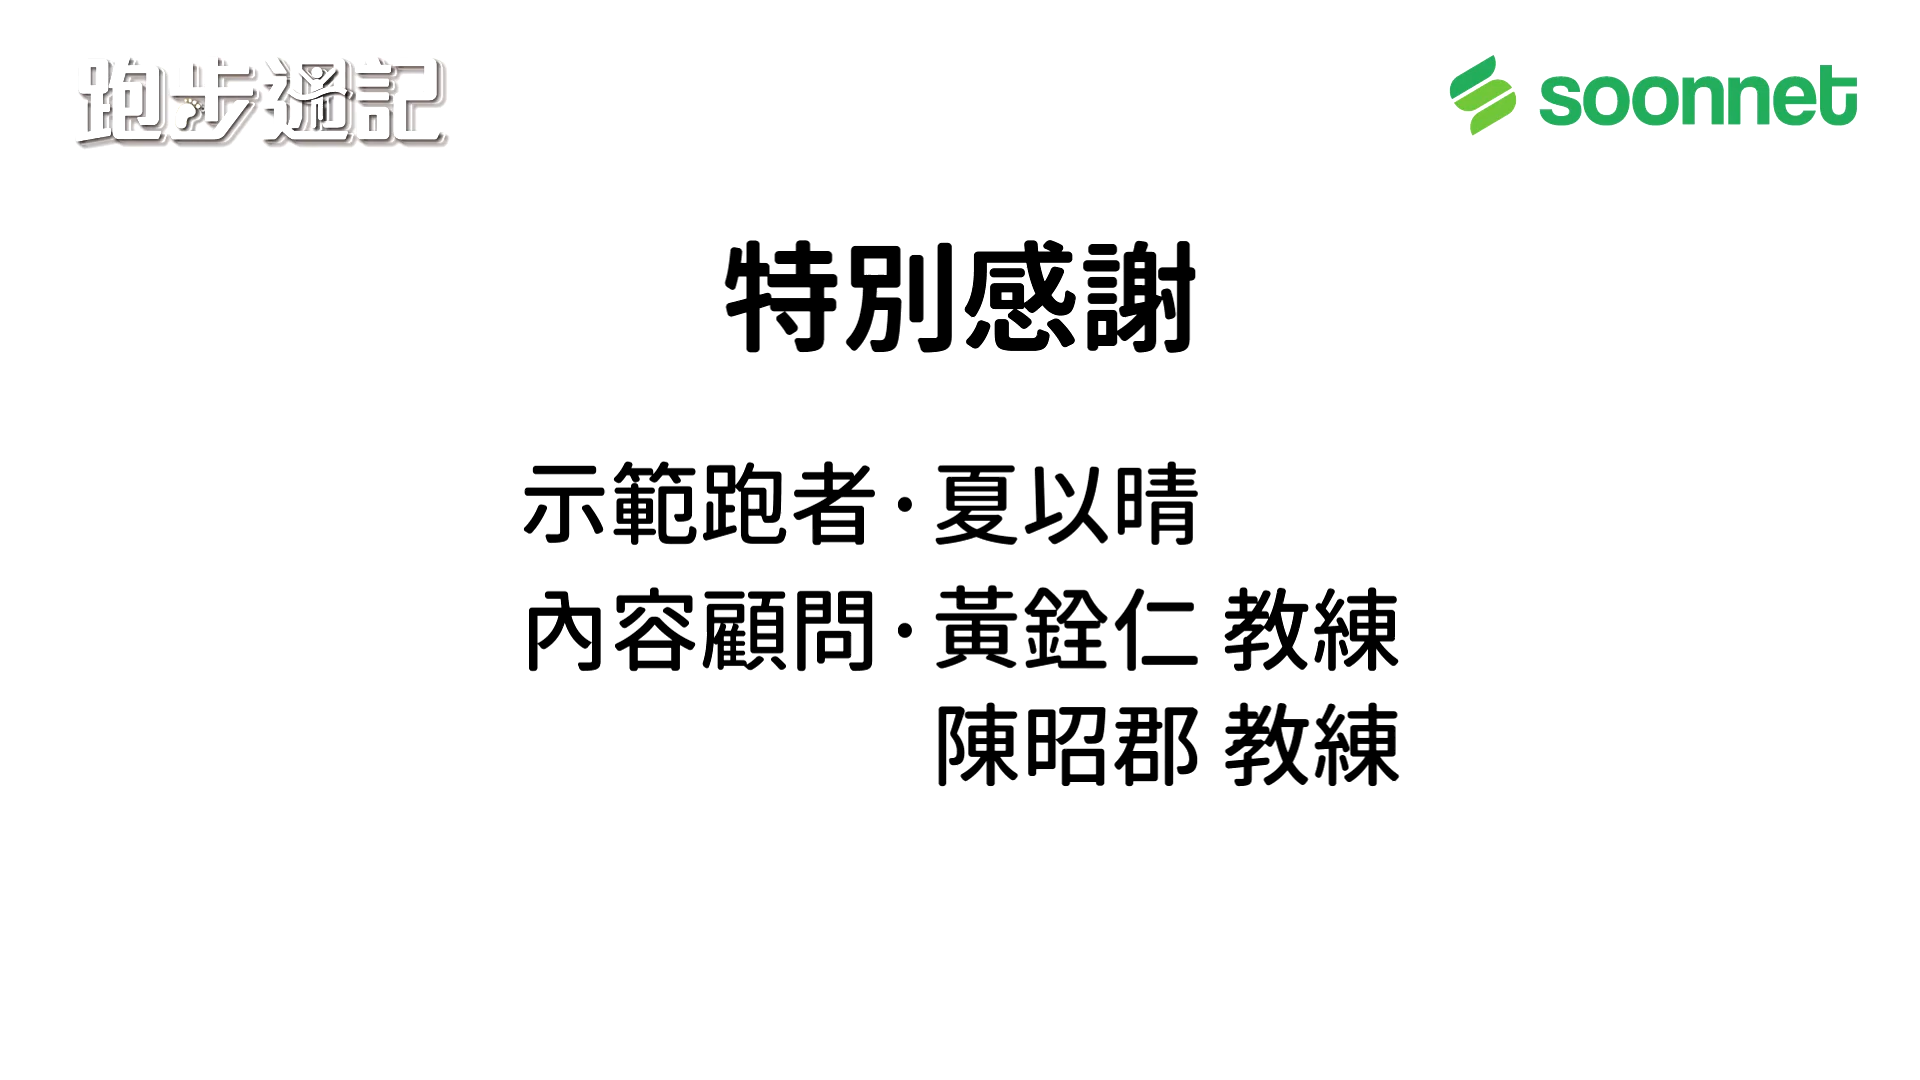 跑步週記
soonnet
特別感謝
示範跑者·夏以晴
內容顧問·黃銓仁 教練
陳昭郡 教練